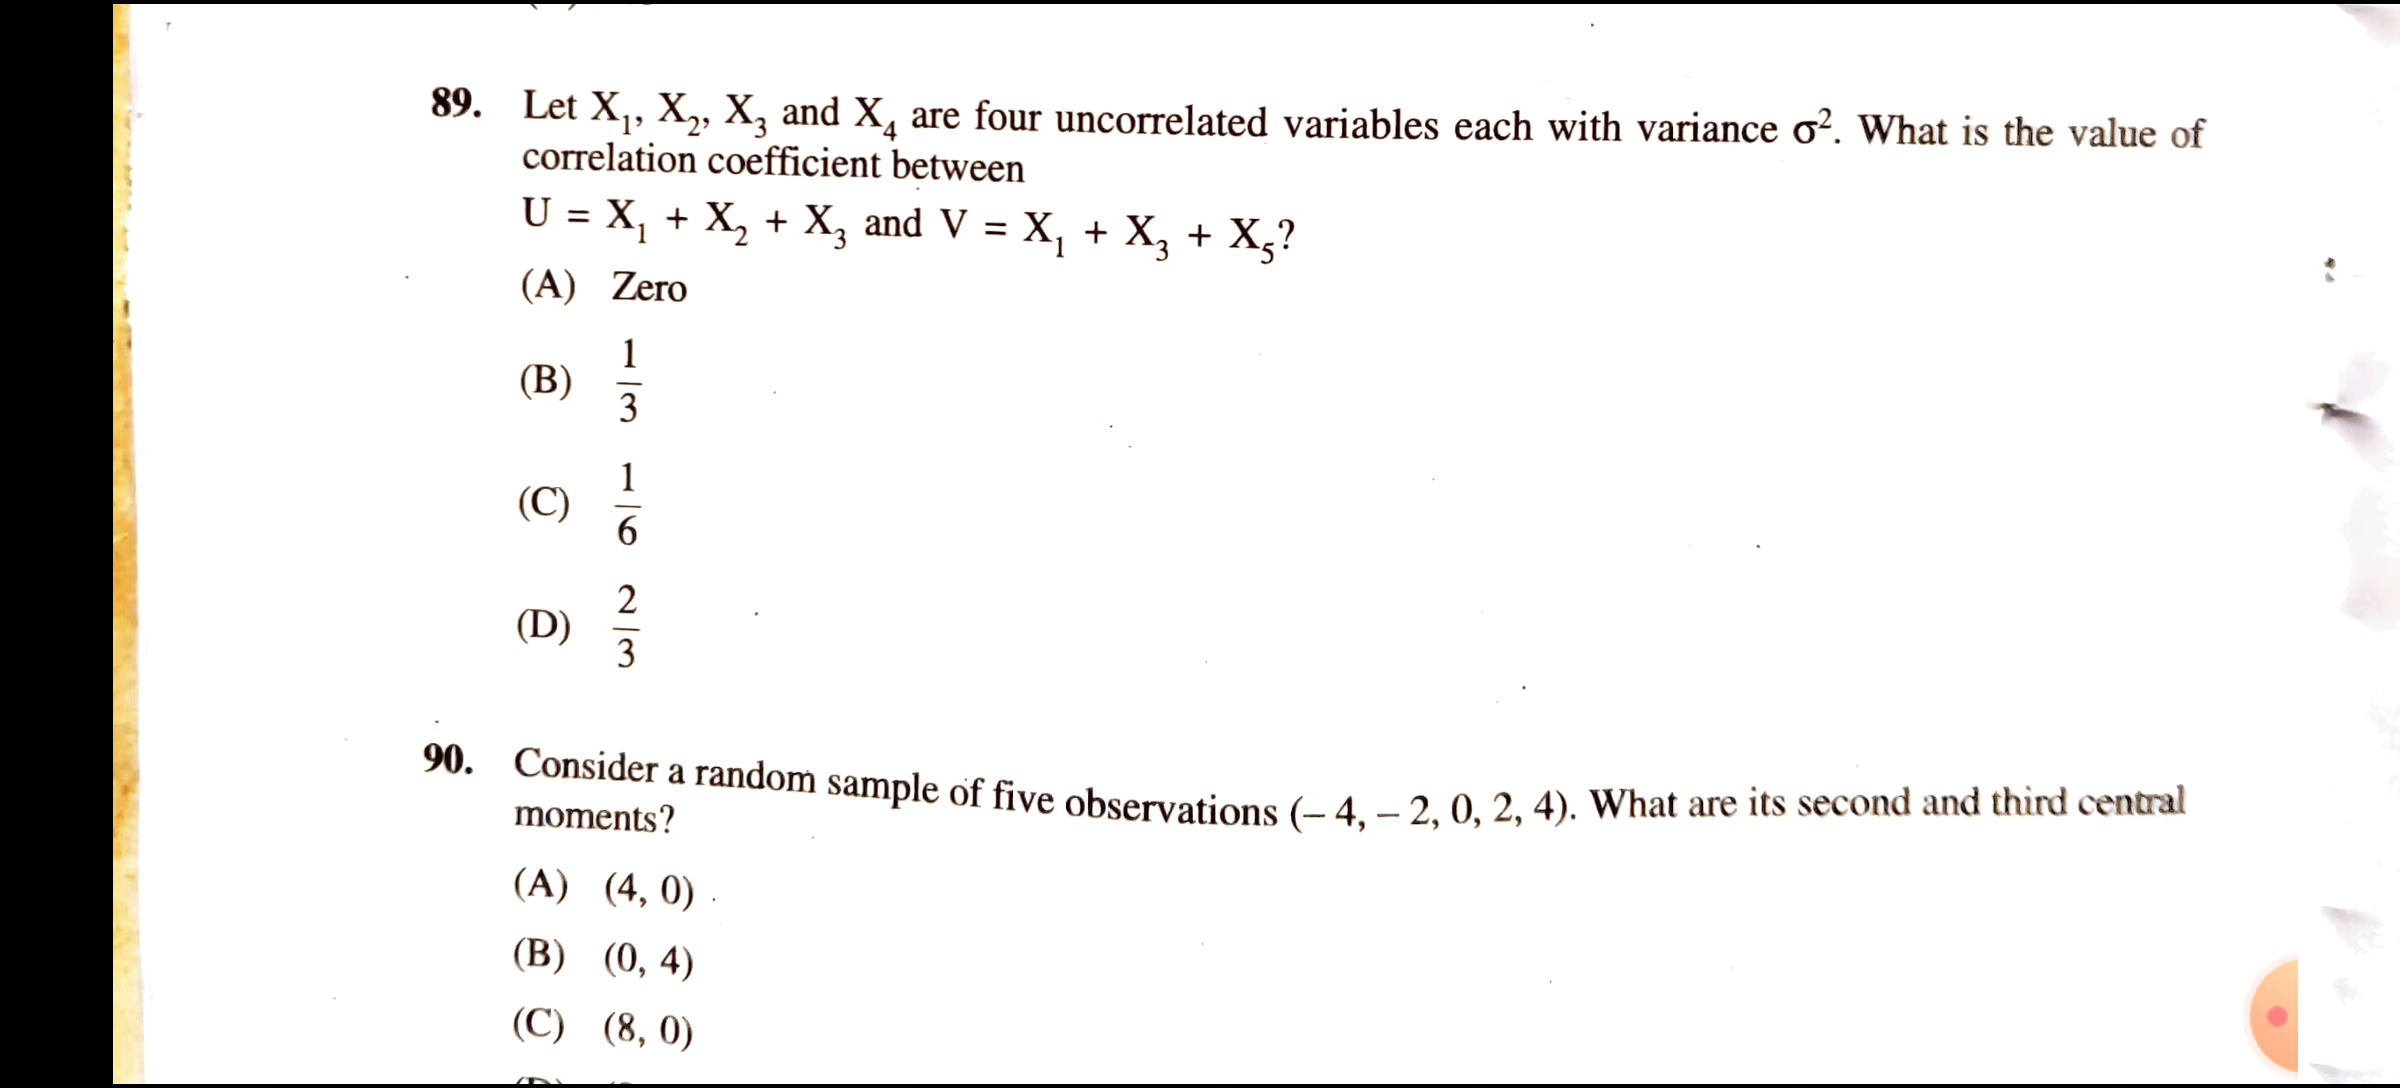 89. Let X₁, X₂, X₃ and X₄ are four uncorrelated variables each with variance σ². What is the value of
correlation coefficient between
U = X₁ + X₂ + X₃ and V = X₁ + X₃ + X₅?
(A) Zero
(B) 1/3
(C) 1/6
(D) 2/3
90. Consider a random sample of five observations (– 4, – 2, 0, 2, 4). What are its second and third central
moments?
(A) (4, 0)
(B) (0, 4)
(C) (8, 0)